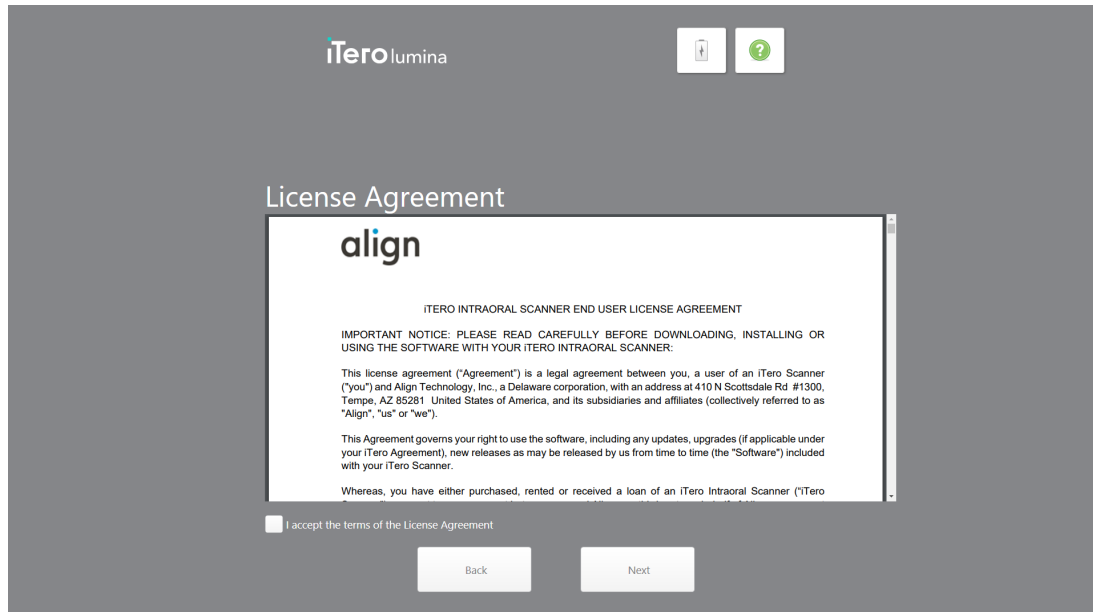 iTero lumina
?
License Agreement
align
iTERO INTRAORAL SCANNER END USER LICENSE AGREEMENT
IMPORTANT NOTICE: PLEASE READ CAREFULLY BEFORE DOWNLOADING, INSTALLING OR
USING THE SOFTWARE WITH YOUR iTERO INTRAORAL SCANNER:
This license agreement (“Agreement”) is a legal agreement between you, a user of an iTero Scanner
("you") and Align Technology, Inc., a Delaware corporation, with an address at 410 N Scottsdale Rd #1300,
Tempe, AZ 85281 United States of America, and its subsidiaries and affiliates (collectively referred to as
"Align", "us" or "we").
This Agreement governs your right to use the software, including any updates, upgrades (if applicable under
your iTero Agreement), new releases as may be released by us from time to time (the "Software") included
with your iTero Scanner.
Whereas, you have either purchased, rented or received a loan of an iTero Intraoral Scanner (“iTero
I accept the terms of the License Agreement
Back Next